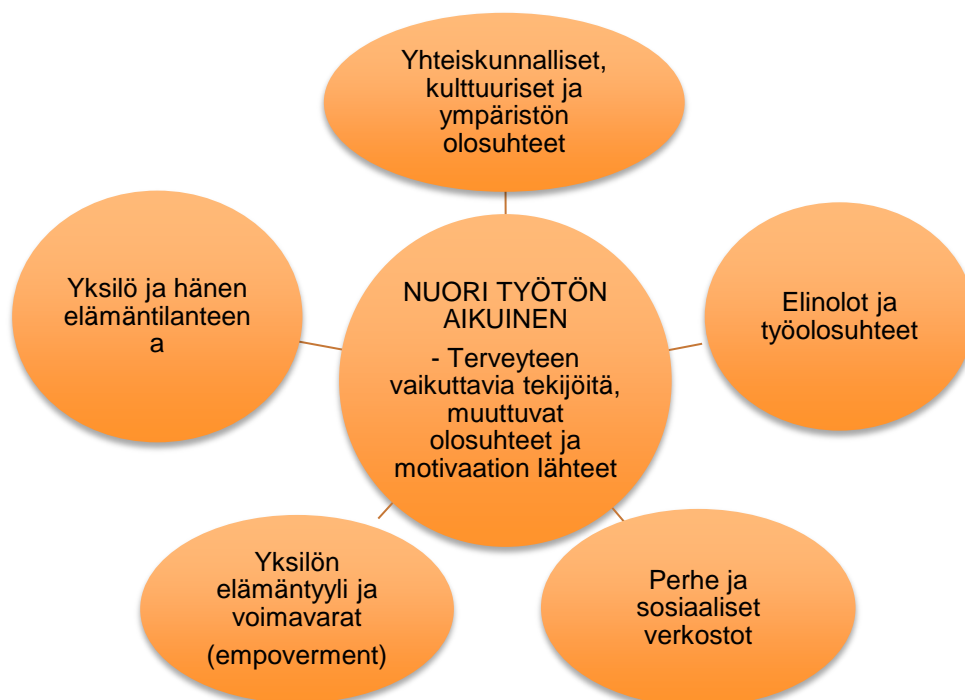 Yhteiskunnalliset,
kulttuuriset ja
ympäristön
olosuhteet
Yksilö ja hänen
elämäntilanteen
a
NUORI TYÖTÖN
AIKUINEN
- Terveyteen
vaikuttavia tekijöitä,
muuttuvat
olosuhteet ja
motivaation lähteet
Elinolot ja
työolosuhteet
Yksilön
elämäntyyli ja
voimavarat
(empoverment)
Perhe ja
sosiaaliset
verkostot